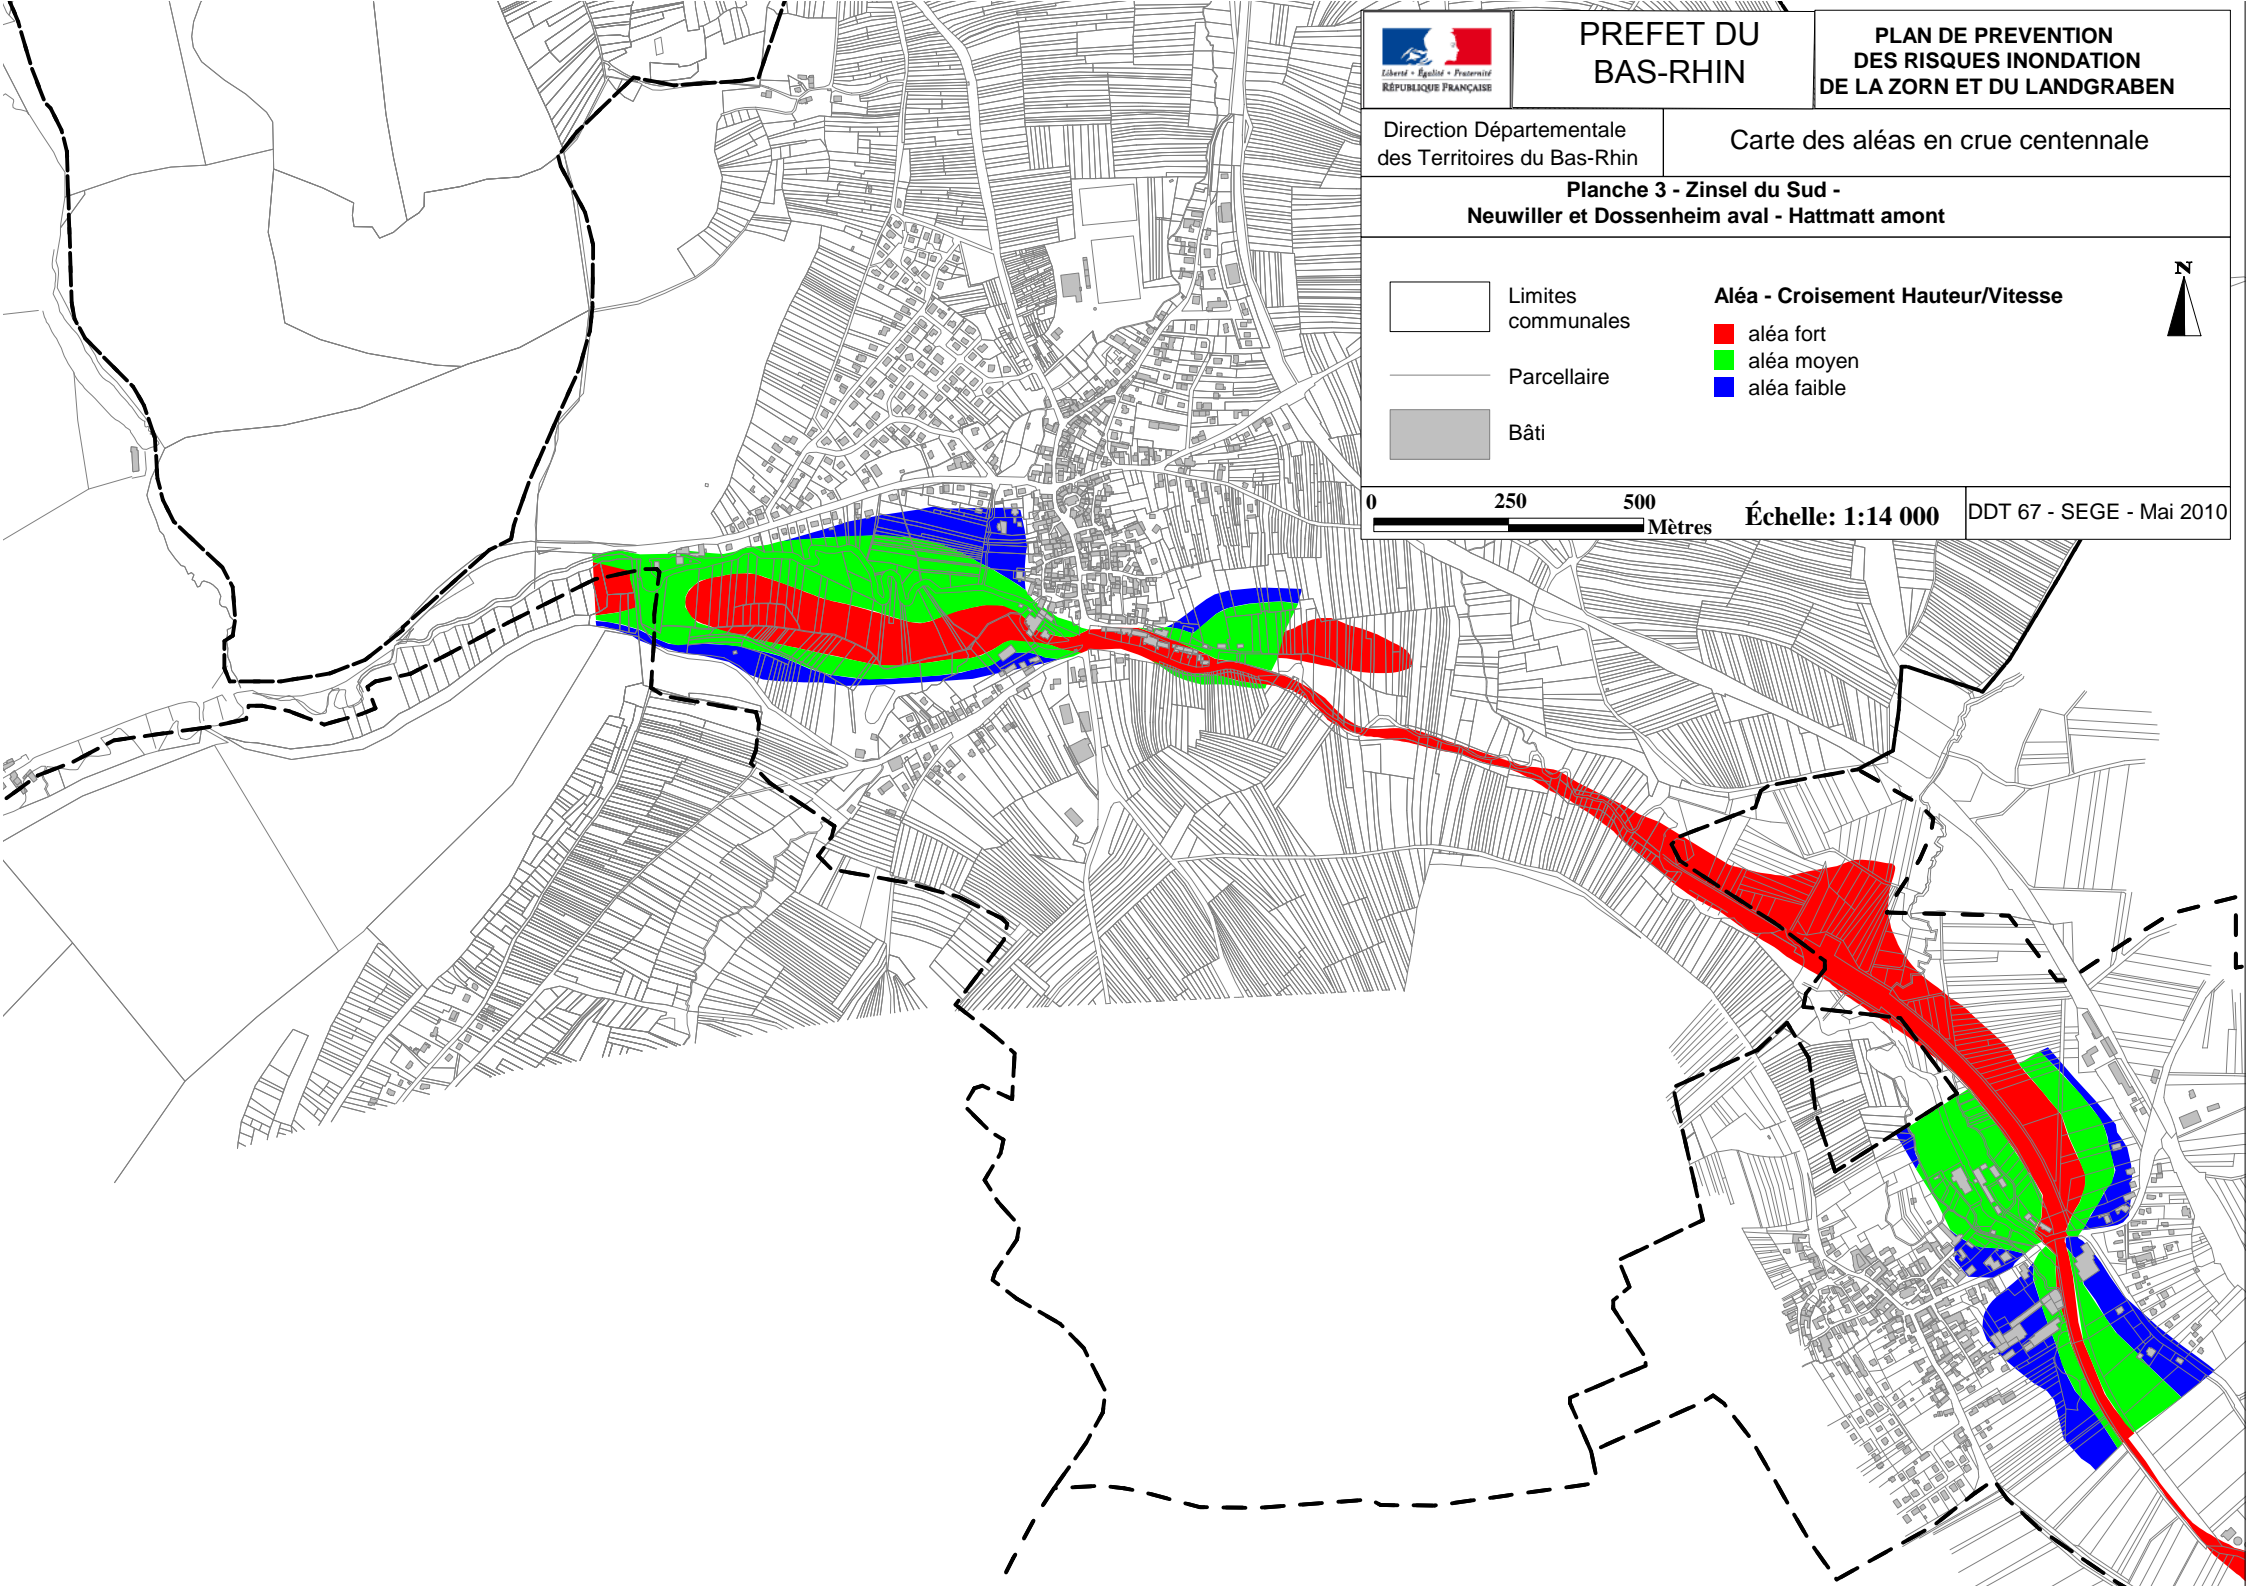 Liberté • Égalité • Fraternité
RÉPUBLIQUE FRANÇAISE
PREFET DU
BAS-RHIN
PLAN DE PREVENTION
DES RISQUES INONDATION
DE LA ZORN ET DU LANDGRABEN
Direction Départementale
des Territoires du Bas-Rhin
Carte des aléas en crue centennale
Planche 3 - Zinsel du Sud -
Neuwiller et Dossenheim aval - Hattmatt amont
Limites
communales
Parcellaire
Bâti
Aléa - Croisement Hauteur/Vitesse
aléa fort
aléa moyen
aléa faible
N
0 250 500
Mètres
Échelle: 1:14 000
DDT 67 - SEGE - Mai 2010